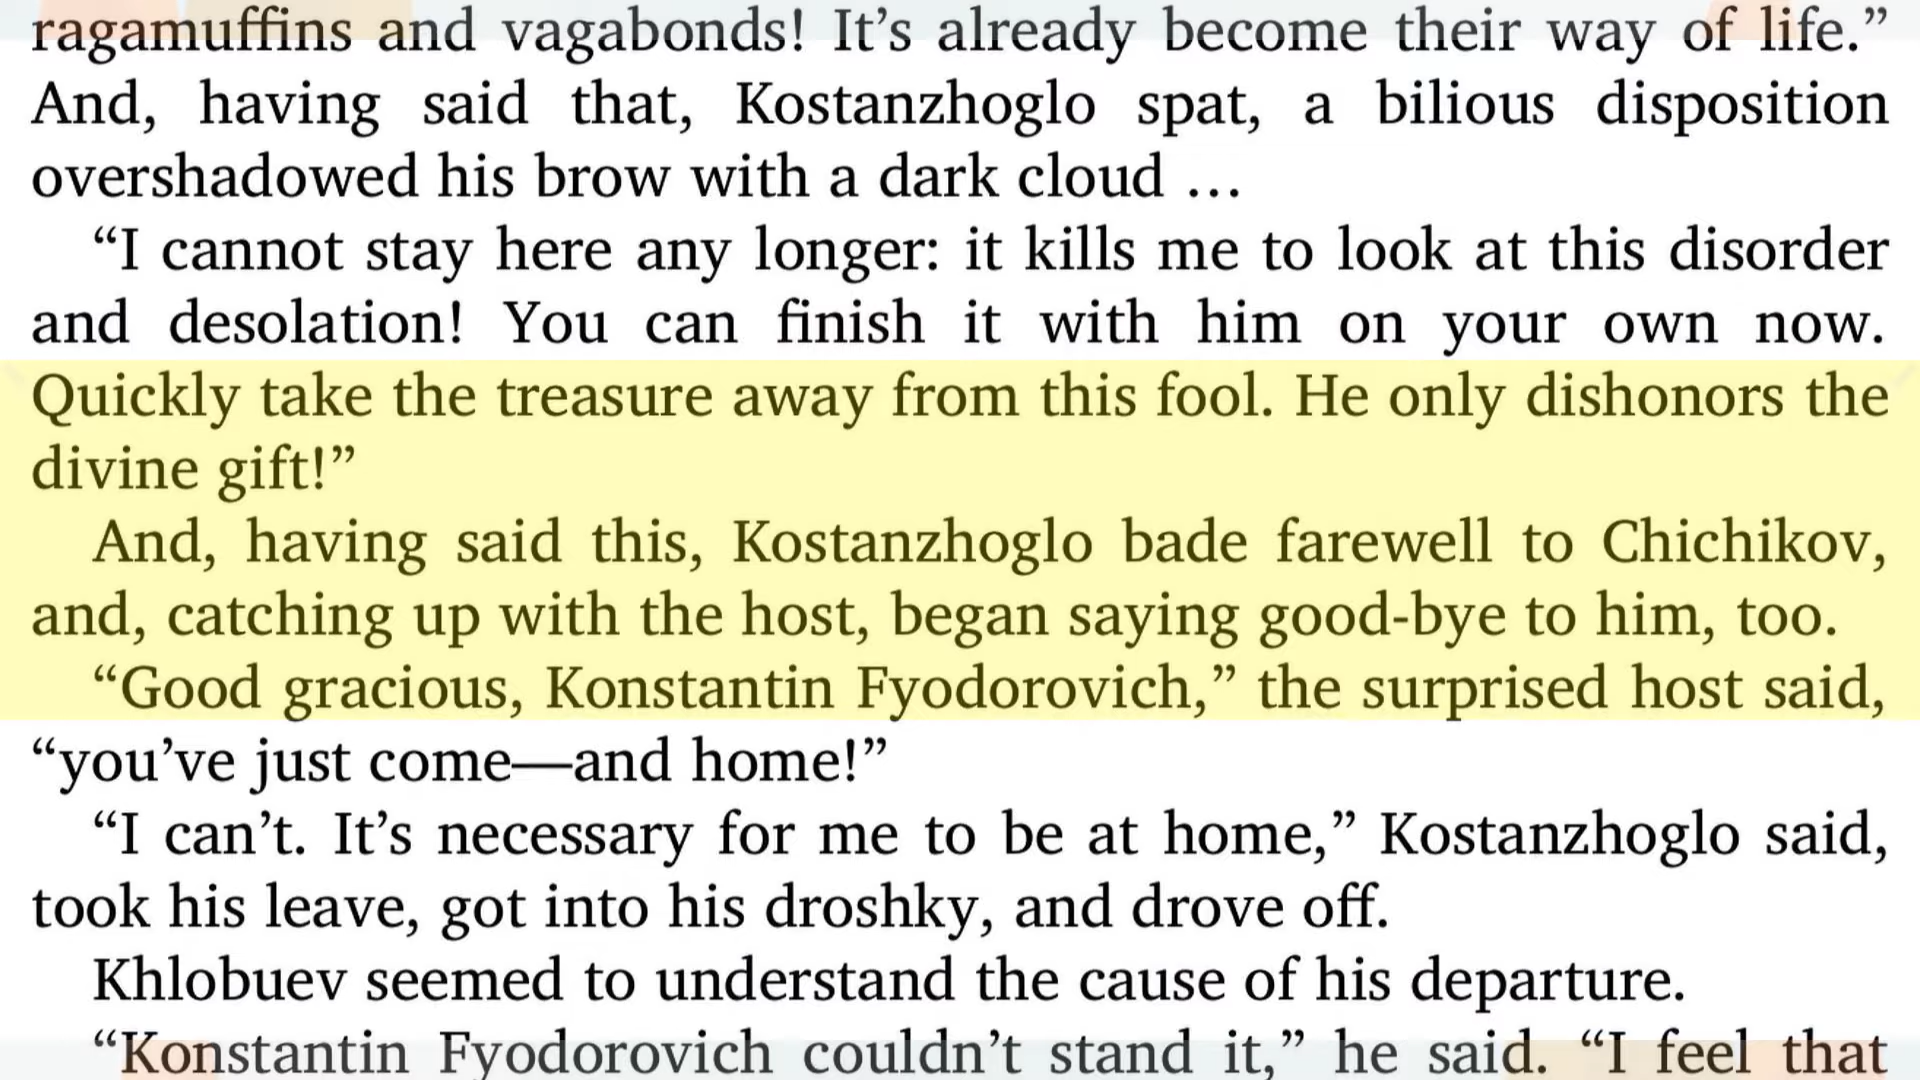 ragamuffins and vagabonds! It’s already become their way of life.”
And, having said that, Kostanzhoglo spat, a bilious disposition
overshadowed his brow with a dark cloud …
“I cannot stay here any longer: it kills me to look at this disorder
and desolation! You can finish it with him on your own now.
Quickly take the treasure away from this fool. He only dishonors the
divine gift!”
And, having said this, Kostanzhoglo bade farewell to Chichikov,
and, catching up with the host, began saying good-bye to him, too.
“Good gracious, Konstantin Fyodorovich,” the surprised host said,
“you’ve just come—and home!”
“I can’t. It’s necessary for me to be at home,” Kostanzhoglo said,
took his leave, got into his droshky, and drove off.
Khlobuev seemed to understand the cause of his departure.
“Konstantin Fyodorovich couldn’t stand it,” he said. “I feel that